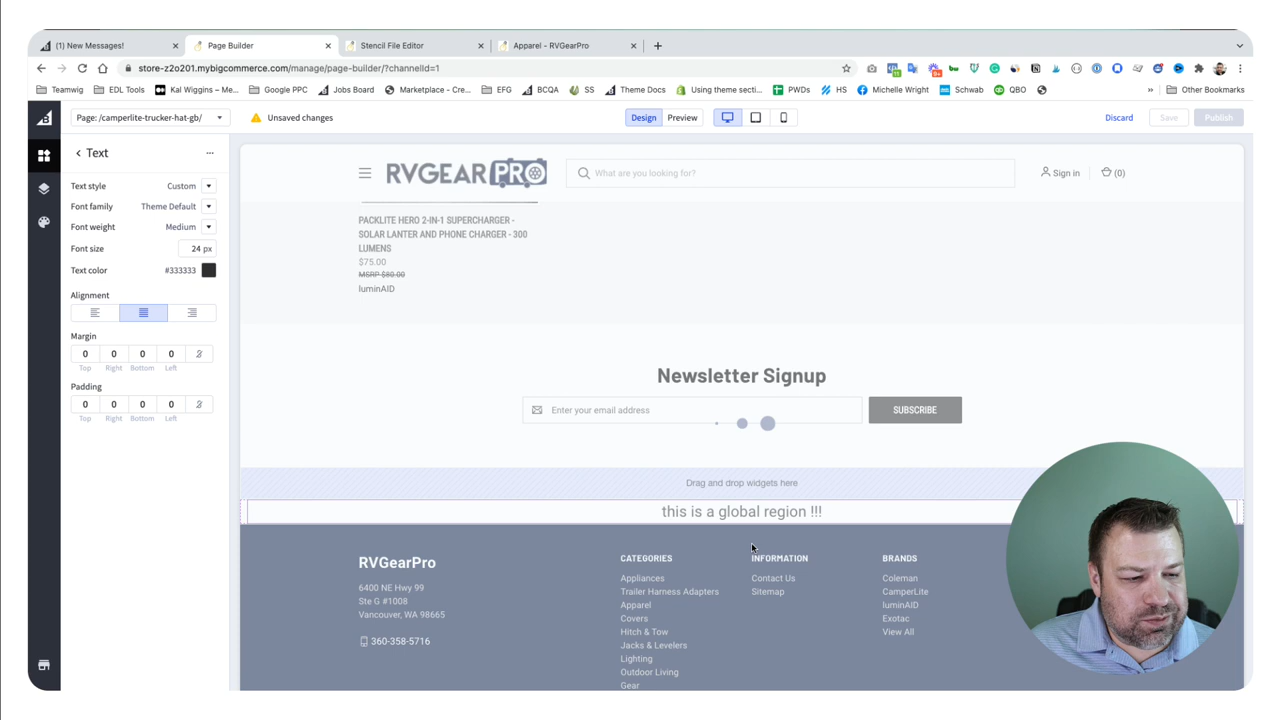 (1) New Messages!
Page Builder
Stencil File Editor
Apparel - RVGearPro
store-z2o201.mybigcommerce.com/manage/page-builder/?channelId=1
11
9+
Teamwig
EDL Tools
Kal Wiggins – Me...
Google PPC
Jobs Board
Marketplace - Cre...
EFG
BCQA
SS
Theme Docs
Using theme secti...
PWDs
HS
Michelle Wright
Schwab
QBO
Other Bookmarks
Page: /camperlite-trucker-hat-gb/
Unsaved changes
Design
Preview
Discard
Save
Publish
Text
Text style
Custom
Font family
Theme Default
Font weight
Medium
Font size
24 px
Text color
#333333
Alignment
Margin
0 0 0 0
Top Right Bottom Left
Padding
0 0 0 0
Top Right Bottom Left
RVGEARPRO
What are you looking for?
Sign in
(0)
PACKLITE HERO 2-IN-1 SUPERCHARGER -
SOLAR LANTER AND PHONE CHARGER - 300
LUMENS
$75.00
MSRP $80.00
luminAID
Newsletter Signup
Enter your email address
SUBSCRIBE
Drag and drop widgets here
this is a global region !!!
RVGearPro
6400 NE Hwy 99
Ste G #1008
Vancouver, WA 98665
360-358-5716
CATEGORIES
Appliances
Trailer Harness Adapters
Apparel
Covers
Hitch & Tow
Jacks & Levelers
Lighting
Outdoor Living
Gear
INFORMATION
Contact Us
Sitemap
BRANDS
Coleman
CamperLite
luminAID
Exotac
View All